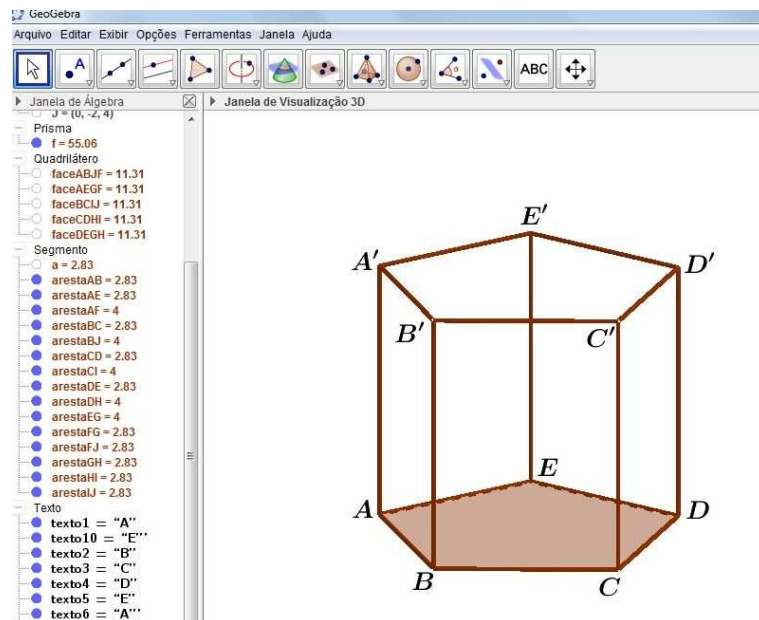 GeoGebra
Arquivo Editar Exibir Opções Ferramentas Janela Ajuda
A
ABC
Janela de Álgebra
Janela de Visualização 3D
J = (0, -2, 4)
Prisma
f = 55.06
Quadrilátero
faceABJF = 11.31
faceAEGF = 11.31
faceBCIJ = 11.31
faceCDHI = 11.31
faceDEGH = 11.31
Segmento
a = 2.83
arestaAB = 2.83
arestaAE = 2.83
arestaAF = 4
arestaBC = 2.83
arestaBJ = 4
arestaCD = 2.83
arestaCI = 4
arestaDE = 2.83
arestaDH = 4
arestaEG = 4
arestaFG = 2.83
arestaFJ = 2.83
arestaGH = 2.83
arestaHI = 2.83
arestaIJ = 2.83
Texto
texto1 = “A”
texto10 = “E'”
texto2 = “B”
texto3 = “C”
texto4 = “D”
texto5 = “E”
texto6 = “A'”
E'
A'
D'
B'
C'
E
A
D
B
C